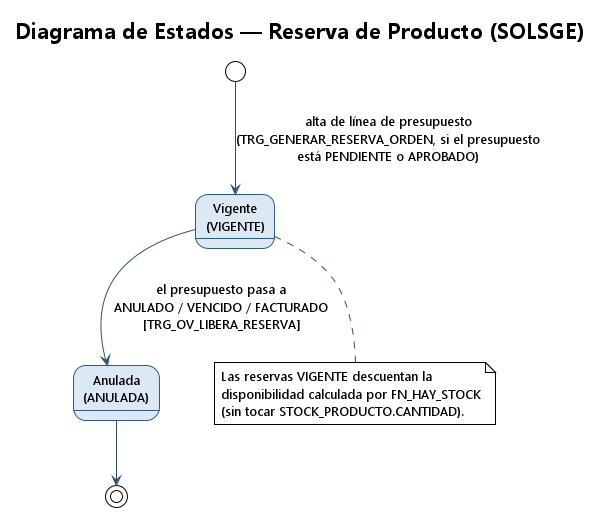 Diagrama de Estados — Reserva de Producto (SOLSGE)
alta de línea de presupuesto
(TRG_GENERAR_RESERVA_ORDEN, si el presupuesto
está PENDIENTE o APROBADO)
Vigente
(VIGENTE)
el presupuesto pasa a
ANULADO / VENCIDO / FACTURADO
[TRG_OV_LIBERA_RESERVA]
Anulada
(ANULADA)
Las reservas VIGENTE descuentan la
disponibilidad calculada por FN_HAY_STOCK
(sin tocar STOCK_PRODUCTO.CANTIDAD).